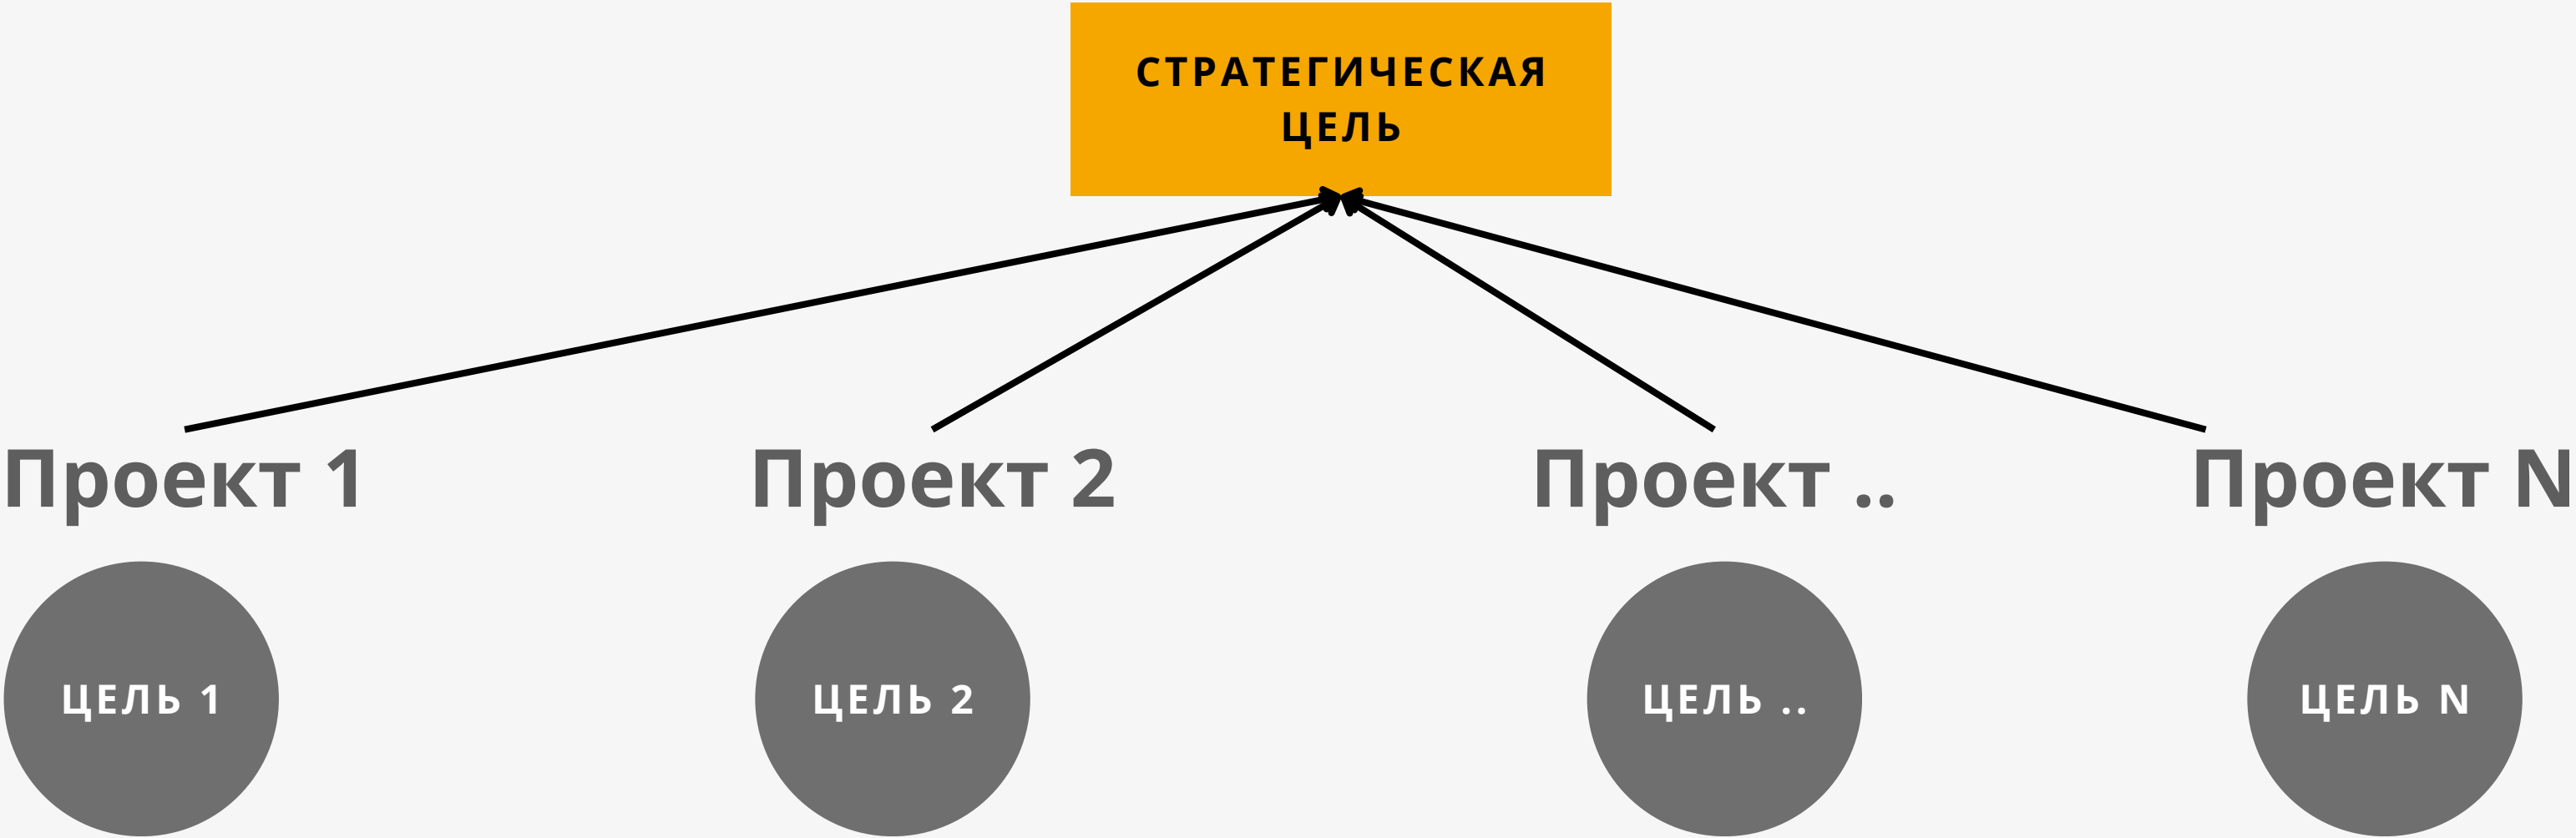 СТРАТЕГИЧЕСКАЯ
ЦЕЛЬ
Проект 1
Проект 2
Проект ..
Проект N
ЦЕЛЬ 1
ЦЕЛЬ 2
ЦЕЛЬ ..
ЦЕЛЬ N